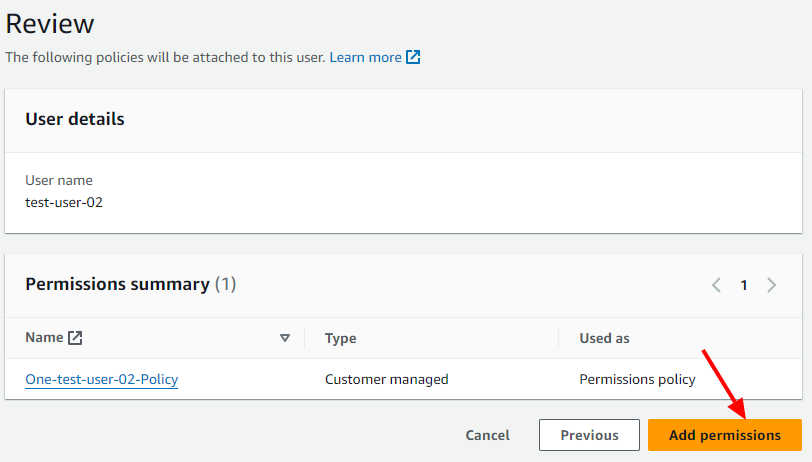 Review
The following policies will be attached to this user. Learn more
User details
User name
test-user-02
Permissions summary (1)
1
Name Type Used as
One-test-user-02-Policy Customer managed Permissions policy
Cancel Previous Add permissions